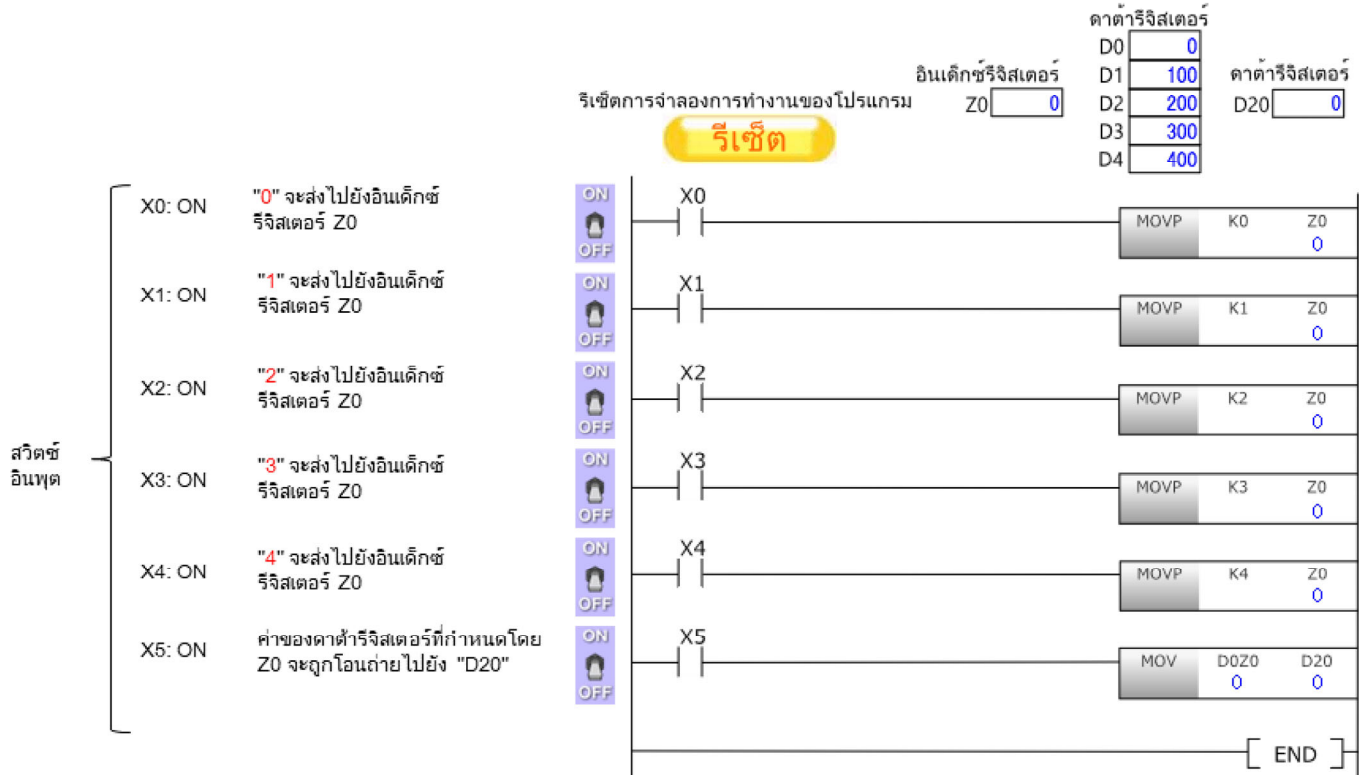 ดาต้ารีจิสเตอร์
D0 0
อินเด็กซ์รีจิสเตอร์ D1 100 ดาต้ารีจิสเตอร์
รีเซ็ตการจำลองการทำงานของโปรแกรม Z0 0 D2 200 D20 0
รีเซ็ต D3 300
D4 400
X0: ON "0" จะส่งไปยังอินเด็กซ์
รีจิสเตอร์ Z0
ON
OFF
X0
MOVP K0 Z0
0
X1: ON "1" จะส่งไปยังอินเด็กซ์
รีจิสเตอร์ Z0
ON
OFF
X1
MOVP K1 Z0
0
X2: ON "2" จะส่งไปยังอินเด็กซ์
รีจิสเตอร์ Z0
ON
OFF
X2
MOVP K2 Z0
0
สวิตซ์
อินพุต
X3: ON "3" จะส่งไปยังอินเด็กซ์
รีจิสเตอร์ Z0
ON
OFF
X3
MOVP K3 Z0
0
X4: ON "4" จะส่งไปยังอินเด็กซ์
รีจิสเตอร์ Z0
ON
OFF
X4
MOVP K4 Z0
0
X5: ON ค่าของดาต้ารีจิสเตอร์ที่กำหนดโดย
Z0 จะถูกโอนถ่ายไปยัง "D20"
ON
OFF
X5
MOV D0Z0 D20
0 0
END